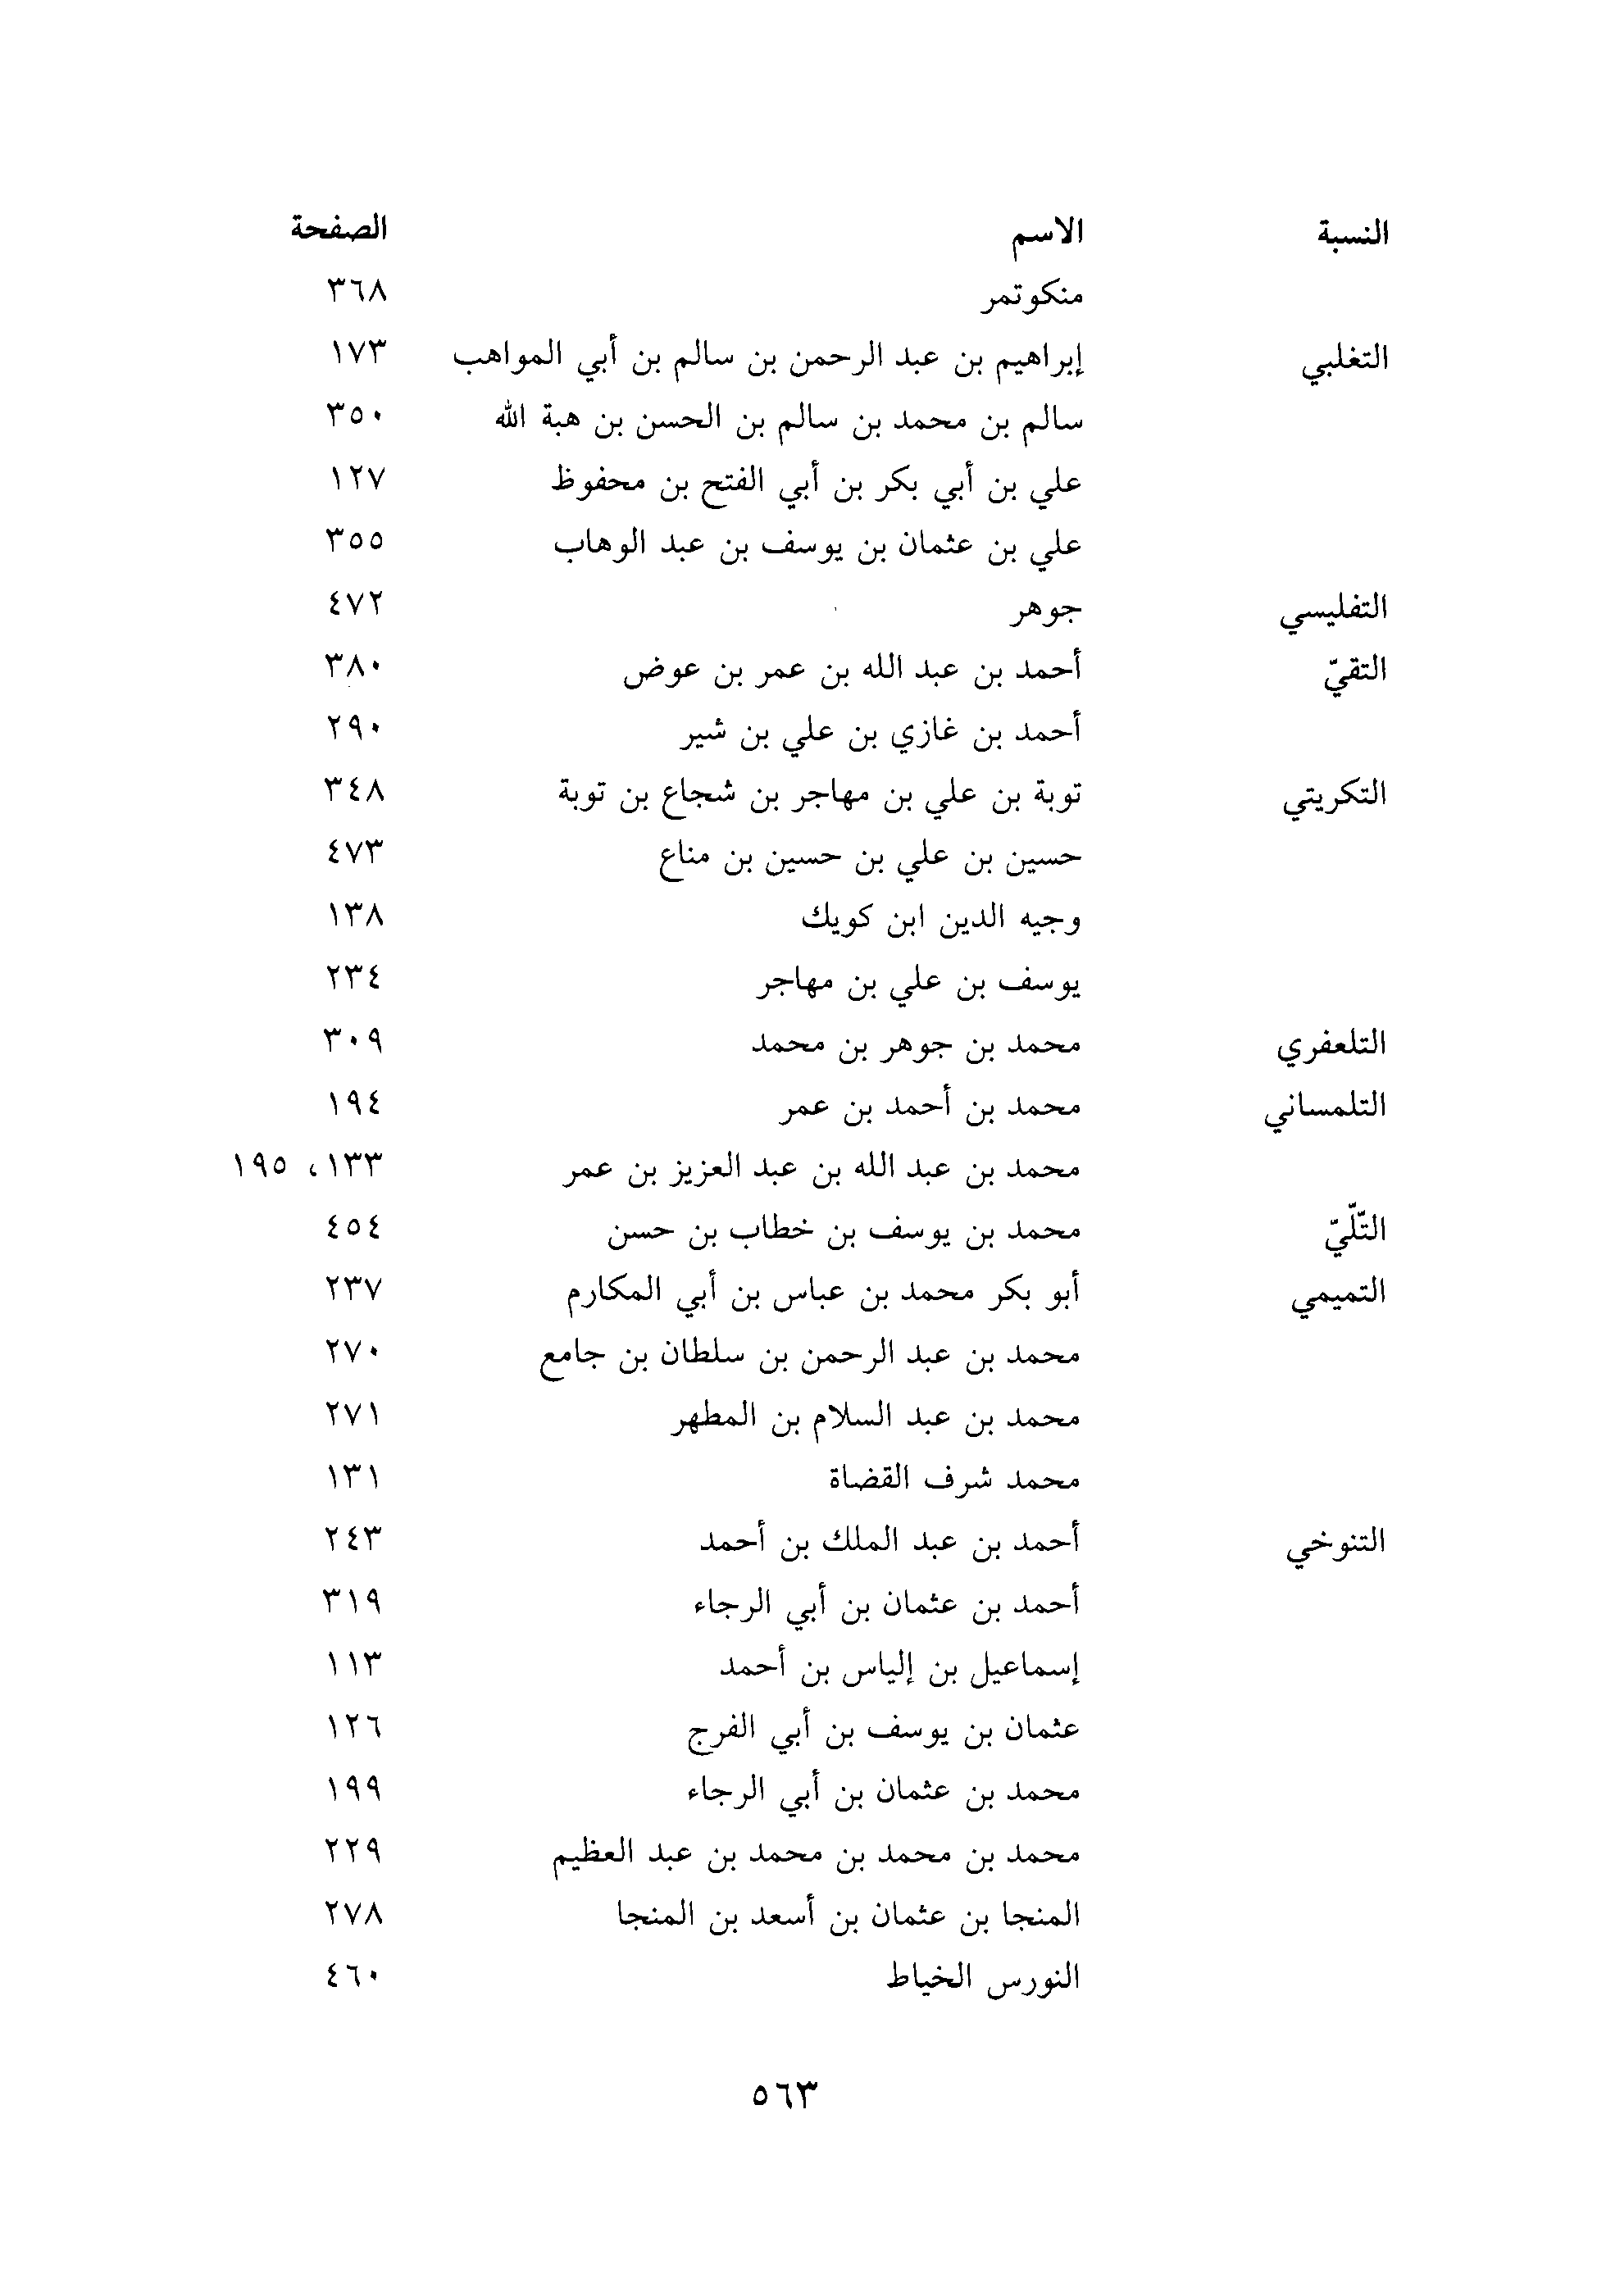 النسبة الاسم الصفحة
منكوتمر ٣٦٨
التغلبي إبراهيم بن عبد الرحمن بن سالم بن أبي المواهب ١٧٣
سالم بن محمد بن سالم بن الحسن بن هبة الله ٣٥٠
علي بن أبي بكر بن أبي الفتح بن محفوظ ١٢٧
علي بن عثمان بن يوسف بن عبد الوهاب ٣٥٥
التفليسي جوهر ٤٧٢
التقيّ أحمد بن عبد الله بن عمر بن عوض ٣٨٠
أحمد بن غازي بن علي بن شير ٢٩٠
التكريتي توبة بن علي بن مهاجر بن شجاع بن توبة ٣٤٨
حسين بن علي بن حسين بن مناع ٤٧٣
وجيه الدين ابن كويك ١٣٨
يوسف بن علي بن مهاجر ٢٣٤
التلعفري محمد بن جوهر بن محمد ٣٠٩
التلمساني محمد بن أحمد بن عمر ١٩٤
محمد بن عبد الله بن عبد العزيز بن عمر ١٣٣، ١٩٥
التّلّيّ محمد بن يوسف بن خطاب بن حسن ٤٥٤
التميمي أبو بكر محمد بن عباس بن أبي المكارم ٢٣٧
محمد بن عبد الرحمن بن سلطان بن جامع ٢٧٠
محمد بن عبد السلام بن المطهر ٢٧١
محمد شرف القضاة ١٣١
التنوخي أحمد بن عبد الملك بن أحمد ٢٤٣
أحمد بن عثمان بن أبي الرجاء ٣١٩
إسماعيل بن إلياس بن أحمد ١١٣
عثمان بن يوسف بن أبي الفرج ١٢٦
محمد بن عثمان بن أبي الرجاء ١٩٩
محمد بن محمد بن محمد بن عبد العظيم ٢٢٩
المنجا بن عثمان بن أسعد بن المنجا ٢٧٨
النورس الخياط ٤٦٠
٥٦٣